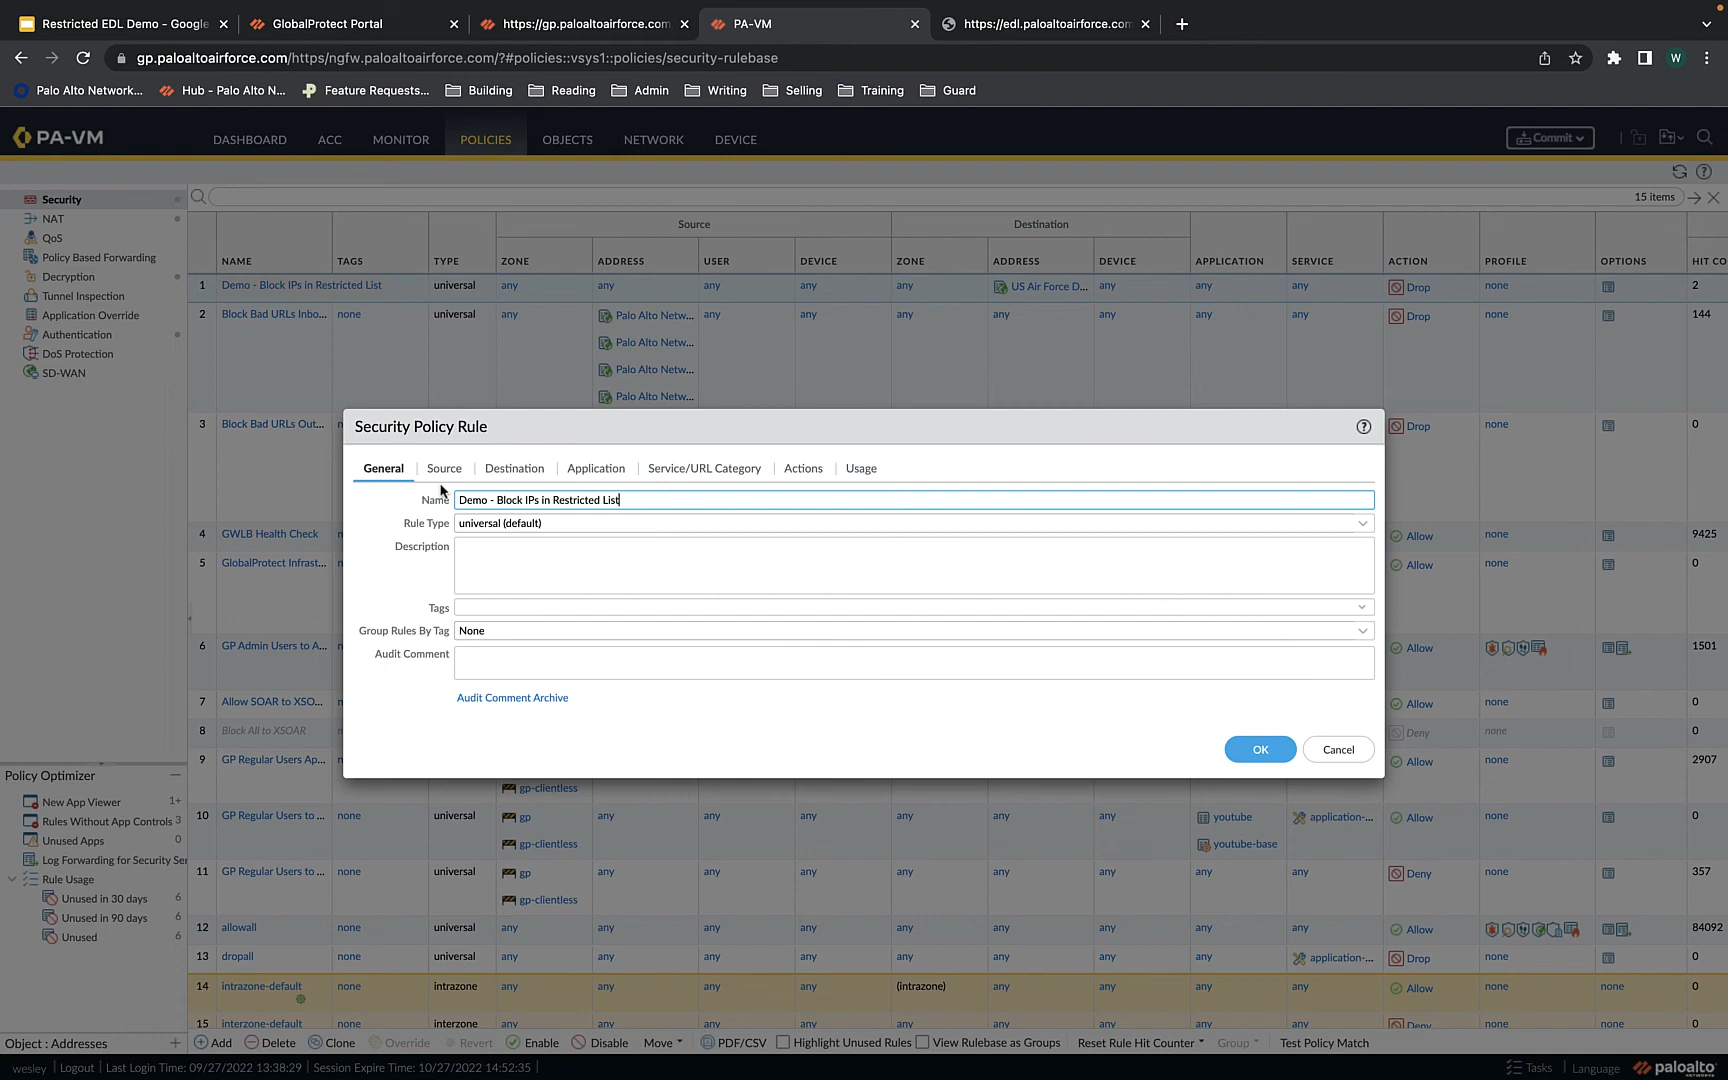 Restricted EDL Demo - Google
GlobalProtect Portal
https://gp.paloaltoairforce.com
PA-VM
https://edl.paloaltoairforce.com
gp.paloaltoairforce.com/https/ngfw.paloaltoairforce.com/?#policies::vsys1::policies/security-rulebase
W
Palo Alto Network...
Hub - Palo Alto N...
Feature Requests...
Building
Reading
Admin
Writing
Selling
Training
Guard
PA-VM
DASHBOARD
ACC
MONITOR
POLICIES
OBJECTS
NETWORK
DEVICE
Commit
Security
NAT
QoS
Policy Based Forwarding
Decryption
Tunnel Inspection
Application Override
Authentication
DoS Protection
SD-WAN
15 items
Source
Destination
NAME TAGS TYPE ZONE ADDRESS USER DEVICE ZONE ADDRESS DEVICE APPLICATION SERVICE ACTION PROFILE OPTIONS HIT CO
1 Demo - Block IPs in Restricted List universal any any any any any US Air Force D... any any any Drop none 2
2 Block Bad URLs Inbo... none universal any Palo Alto Netw... any any any any any any any Drop none 144
Palo Alto Netw...
Palo Alto Netw...
Palo Alto Netw...
3 Block Bad URLs Out... Drop none 0
4 GWLB Health Check Allow none 9425
5 GlobalProtect Infrast... Allow none 0
6 GP Admin Users to A... Allow 1501
7 Allow SOAR to XSO... Allow none 0
8 Block All to XSOAR Deny none 0
9 GP Regular Users Ap... Allow none 2907
gp-clientless
10 GP Regular Users to ... none universal gp any any any any any any youtube application-... Allow none 0
gp-clientless youtube-base
11 GP Regular Users to ... none universal gp any any any any any any any any Deny none 357
gp-clientless
12 allowall none universal any any any any any any any any any Allow 84092
13 dropall none universal any any any any any any any any application-... Drop none 0
14 intrazone-default none intrazone any any any any (intrazone) any any any any Allow none none 0
15 interzone-default none interzone any any any any any any any any any Deny none none 0
Security Policy Rule
General
Source
Destination
Application
Service/URL Category
Actions
Usage
Name Demo - Block IPs in Restricted List
Rule Type universal (default)
Description
Tags
Group Rules By Tag None
Audit Comment
Audit Comment Archive
OK
Cancel
Policy Optimizer
New App Viewer 1+
Rules Without App Controls 3
Unused Apps 0
Log Forwarding for Security Ser
Rule Usage
Unused in 30 days 6
Unused in 90 days 6
Unused 6
Object : Addresses
Add
Delete
Clone
Override
Revert
Enable
Disable
Move
PDF/CSV
Highlight Unused Rules
View Rulebase as Groups
Reset Rule Hit Counter
Group
Test Policy Match
wesley | Logout | Last Login Time: 09/27/2022 13:38:29 | Session Expire Time: 10/27/2022 14:52:35 |
Tasks | Language
paloalto
NETWORKS